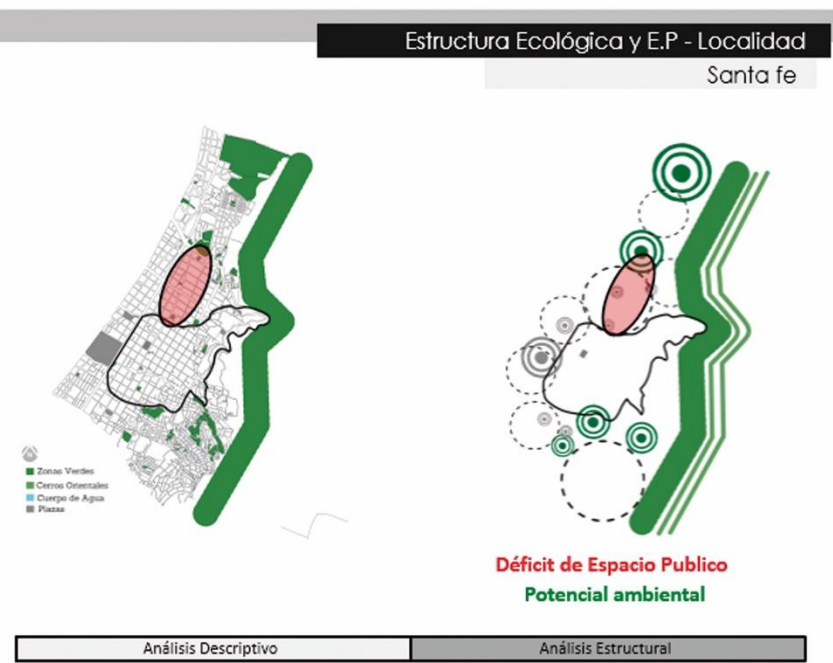 Estructura Ecológica y E.P - Localidad
Santa fe
Zonas Verdes
Cerros Orientales
Cuerpo de Agua
Plazas
Déficit de Espacio Publico
Potencial ambiental
Análisis Descriptivo
Análisis Estructural